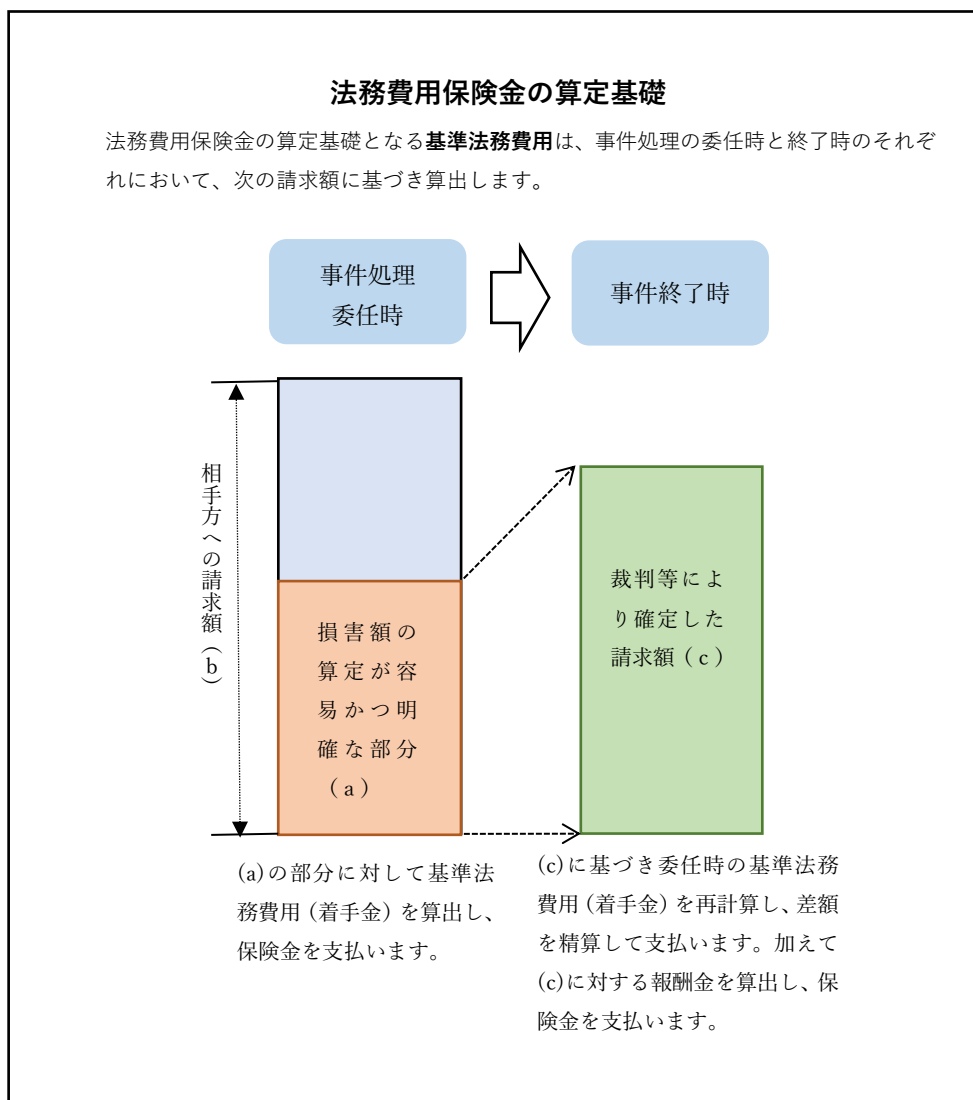 法務費用保険金の算定基礎
法務費用保険金の算定基礎となる基準法務費用は、事件処理の委任時と終了時のそれぞ
れにおいて、次の請求額に基づき算出します。
事件処理
委任時
事件終了時
相手方への請求額（b）
損害額の
算定が容
易かつ明
確な部分
（a）
裁判等によ
り確定した
請求額（c）
(a)の部分に対して基準法
務費用（着手金）を算出し、
保険金を支払います。
(c)に基づき委任時の基準法務
費用（着手金）を再計算し、差額
を精算して支払います。加えて
(c)に対する報酬金を算出し、保
険金を支払います。